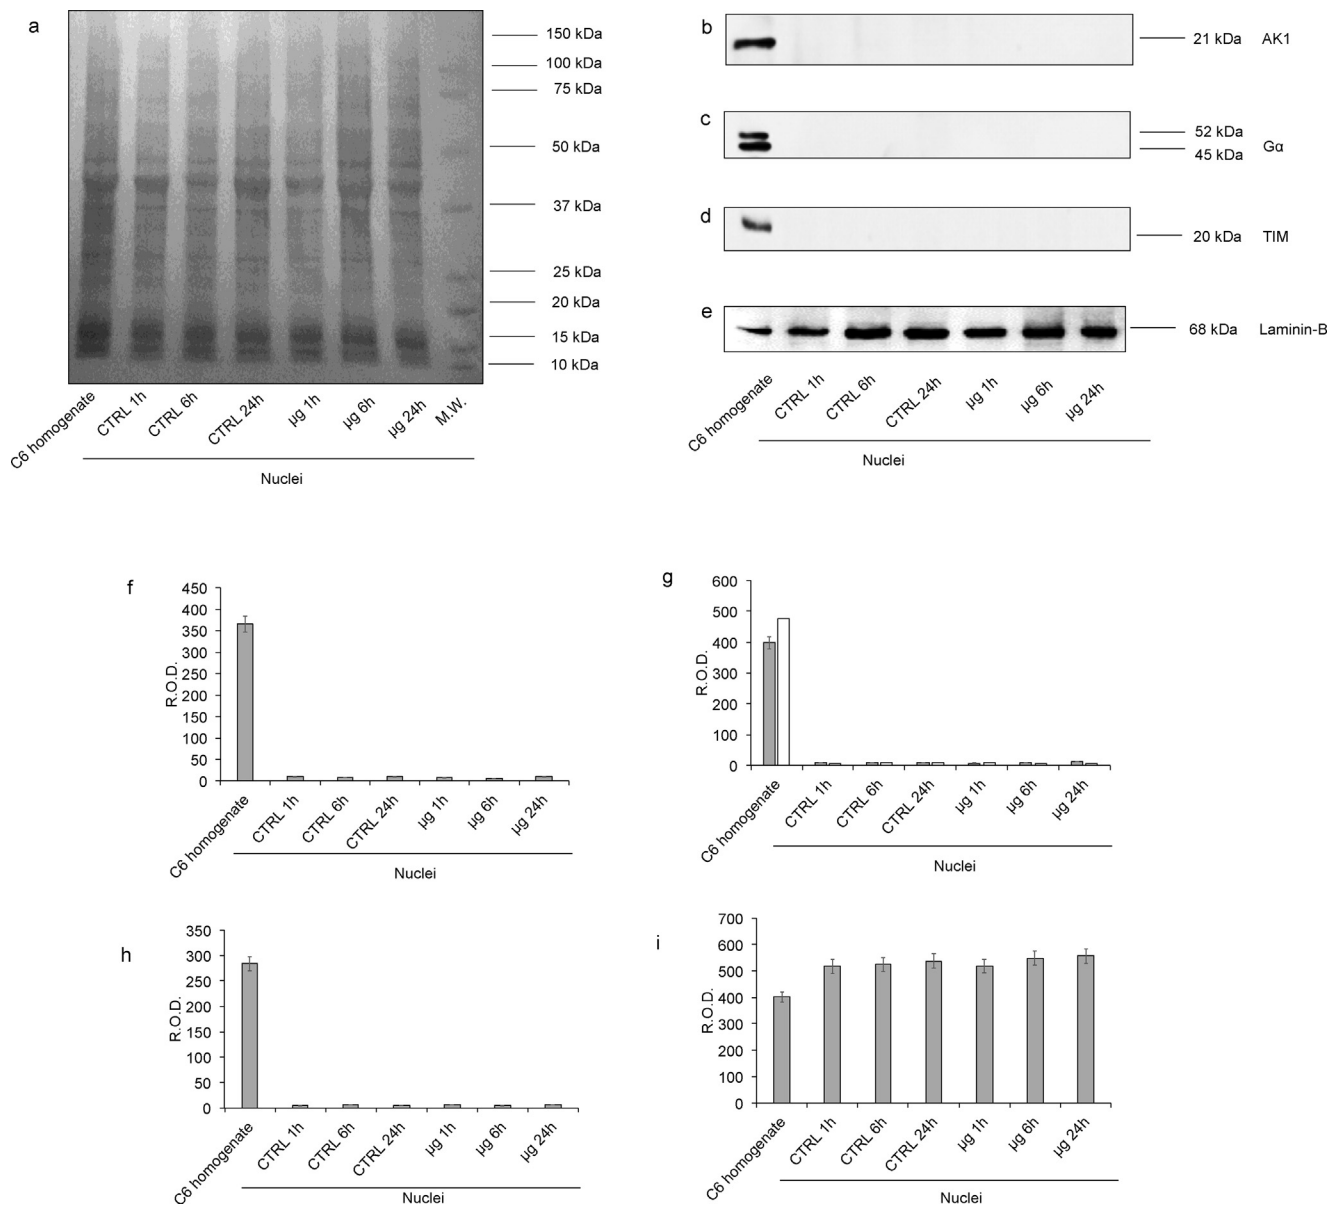 a
150 kDa
100 kDa
75 kDa
50 kDa
37 kDa
25 kDa
20 kDa
15 kDa
10 kDa
C6 homogenate
CTRL 1h
CTRL 6h
CTRL 24h
µg 1h
µg 6h
µg 24h
M.W.
Nuclei
b
21 kDa AK1
c
52 kDa
45 kDa
Gα
d
20 kDa TIM
e
68 kDa Laminin-B
C6 homogenate
CTRL 1h
CTRL 6h
CTRL 24h
µg 1h
µg 6h
µg 24h
Nuclei
f
R.O.D.
450
400
350
300
250
200
150
100
50
0
C6 homogenate
CTRL 1h
CTRL 6h
CTRL 24h
µg 1h
µg 6h
µg 24h
Nuclei
g
R.O.D.
600
500
400
300
200
100
0
C6 homogenate
CTRL 1h
CTRL 6h
CTRL 24h
µg 1h
µg 6h
µg 24h
Nuclei
h
R.O.D.
350
300
250
200
150
100
50
0
C6 homogenate
CTRL 1h
CTRL 6h
CTRL 24h
µg 1h
µg 6h
µg 24h
Nuclei
i
R.O.D.
700
600
500
400
300
200
100
0
C6 homogenate
CTRL 1h
CTRL 6h
CTRL 24h
µg 1h
µg 6h
µg 24h
Nuclei